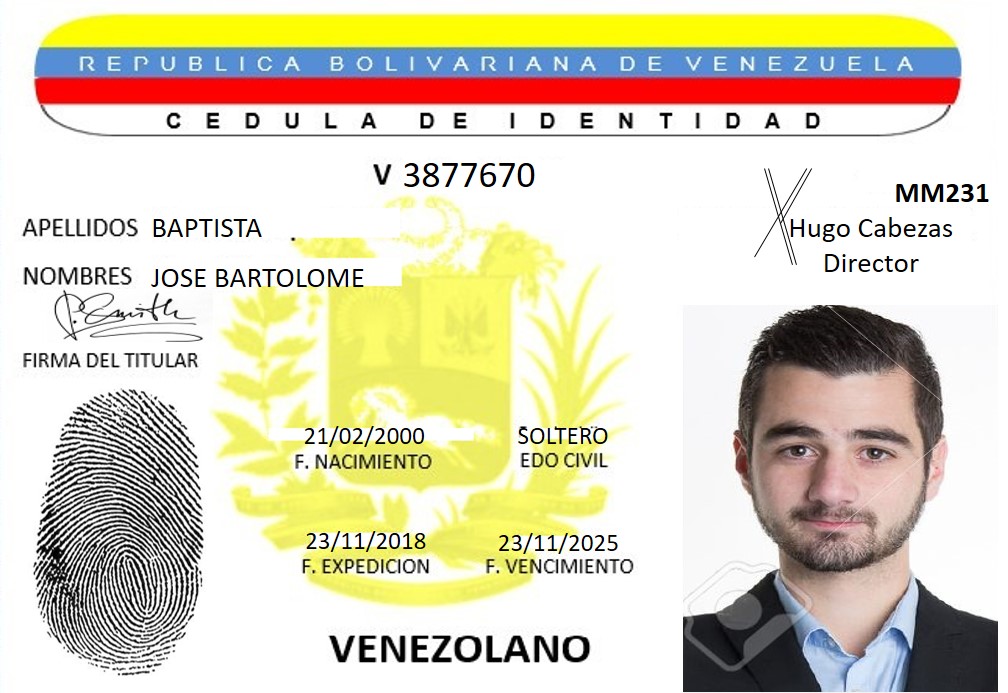 REPUBLICA BOLIVARIANA DE VENEZUELA
CEDULA DE IDENTIDAD
V 3877670
MM231
APELLIDOS BAPTISTA .
Hugo Cabezas
Director
NOMBRES JOSE BARTOLOME
P. Smith
FIRMA DEL TITULAR
21/02/2000
F. NACIMIENTO
SOLTERO
EDO CIVIL
23/11/2018
F. EXPEDICION
23/11/2025
F. VENCIMIENTO
VENEZOLANO